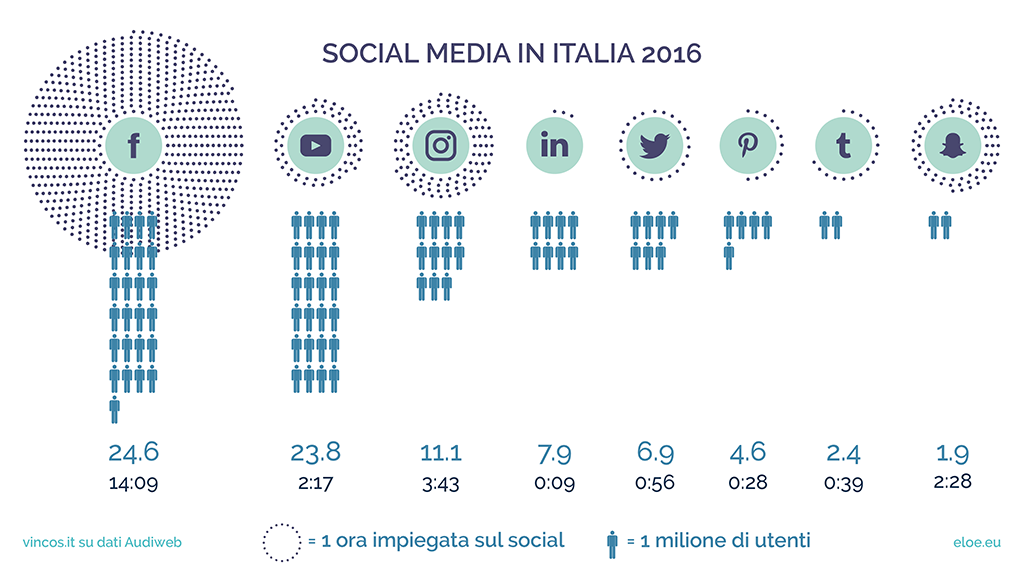 SOCIAL MEDIA IN ITALIA 2016
f in t
24.6 23.8 11.1 7.9 6.9 4.6 2.4 1.9
14:09 2:17 3:43 0:09 0:56 0:28 0:39 2:28
vincos.it su dati Audiweb = 1 ora impiegata sul social = 1 milione di utenti eloe.eu